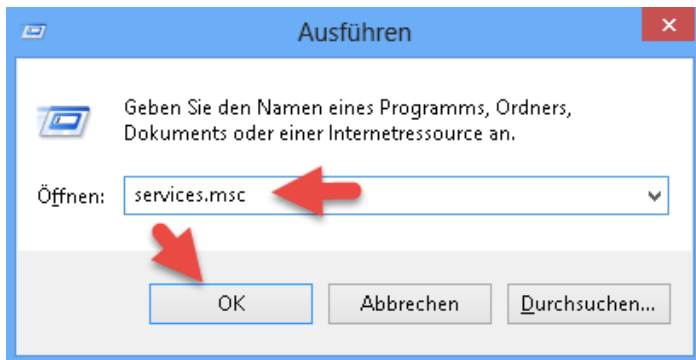 Ausführen
Geben Sie den Namen eines Programms, Ordners,
Dokuments oder einer Internetressource an.
Öffnen: services.msc
OK Abbrechen Durchsuchen...